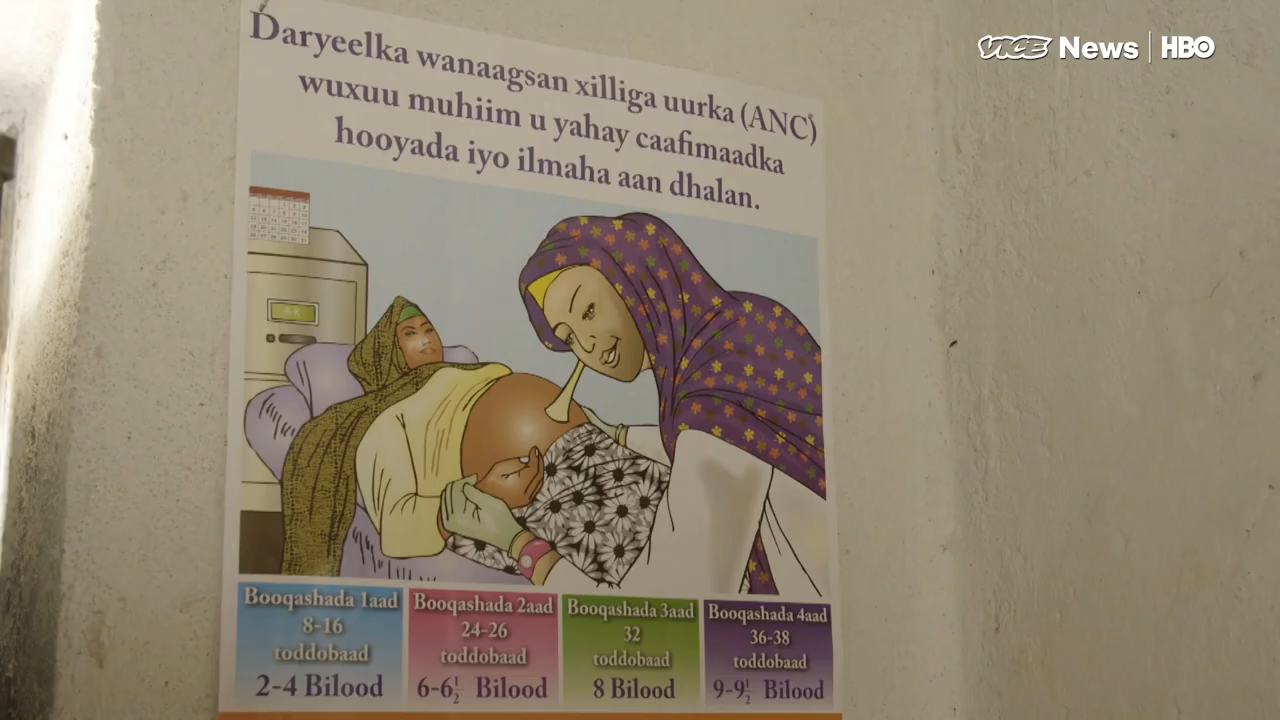 VICE News | HBO
Daryeelka wanaagsan xilliga uurka (ANC)
wuxuu muhiim u yahay caafimaadka
hooyada iyo ilmaha aan dhalan.
Booqashada 1aad
8-16
toddobaad
2-4 Bilood
Booqashada 2aad
24-26
toddobaad
6-6½ Bilood
Booqashada 3aad
32
toddobaad
8 Bilood
Booqashada 4aad
36-38
toddobaad
9-9½ Bilood